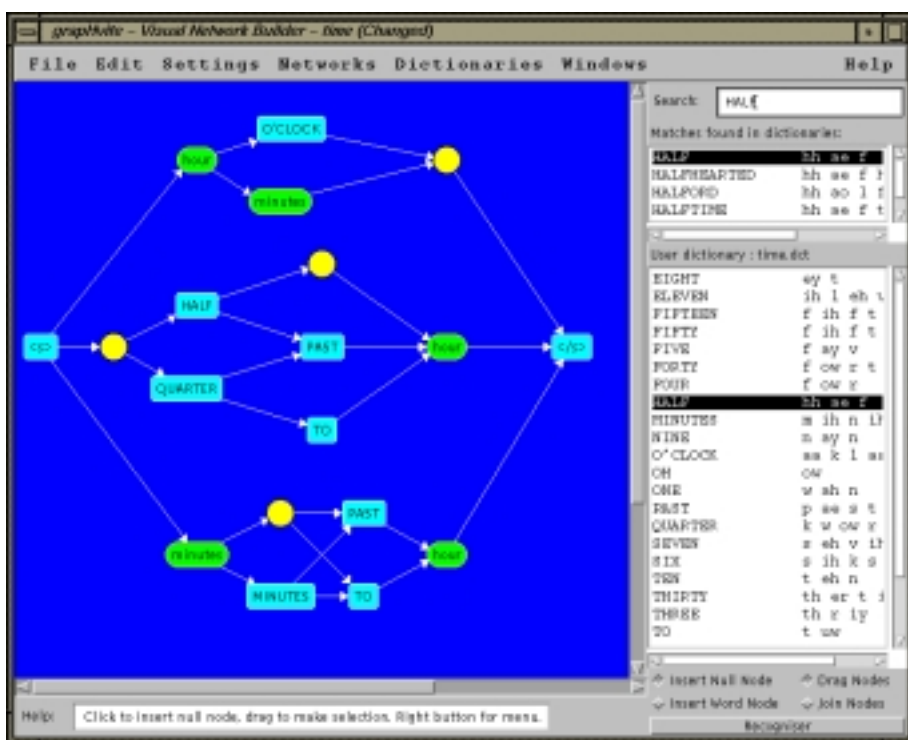 grapHvite – Visual Network Builder – time (Changed)
File Edit Settings Networks Dictionaries Windows Help
Search: HALF
Matches found in dictionaries:
HALF hh ae f
HALFHEARTED hh ae f h
HALFORD hh ao l f
HALFTIME hh ae f t
User dictionary : time.dct
EIGHT ey t
ELEVEN ih l eh v
FIFTEEN f ih f t
FIFTY f ih f t
FIVE f ay v
FORTY f ow r t
FOUR f ow r
HALF hh ae f
MINUTES m ih n ih
NINE n ay n
O'CLOCK aa k l aa
OH ow
ONE w ah n
PAST p ae s t
QUARTER k w ow r
SEVEN s eh v ih
SIX s ih k s
TEN t eh n
THIRTY th er t i
THREE th r iy
TO t uw
Insert Null Node Drag Nodes
Insert Word Node Join Nodes
Recogniser
O'CLOCK
hour
minutes
HALF
<s> PAST hour </s>
QUARTER
TO
PAST
minutes hour
MINUTES TO
Help: Click to insert null node, drag to make selection. Right button for menu.